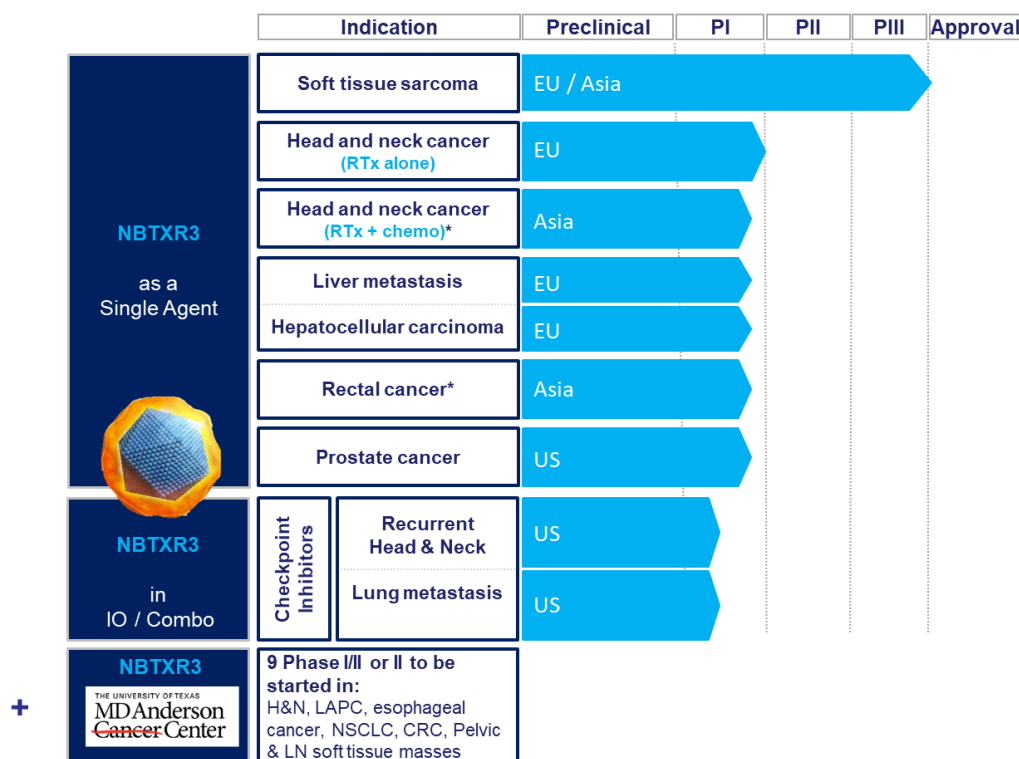 Indication Preclinical PI PII PIII Approval
NBTXR3
as a
Single Agent
Soft tissue sarcoma
EU / Asia
Head and neck cancer
(RTx alone)
EU
Head and neck cancer
(RTx + chemo)*
Asia
Liver metastasis
EU
Hepatocellular carcinoma
EU
Rectal cancer*
Asia
Prostate cancer
US
NBTXR3
in
IO / Combo
Checkpoint
Inhibitors
Recurrent
Head & Neck
US
Lung metastasis
US
+
NBTXR3
THE UNIVERSITY OF TEXAS
MD Anderson
Cancer Center
9 Phase I/II or II to be
started in:
H&N, LAPC, esophageal
cancer, NSCLC, CRC, Pelvic
& LN soft tissue masses